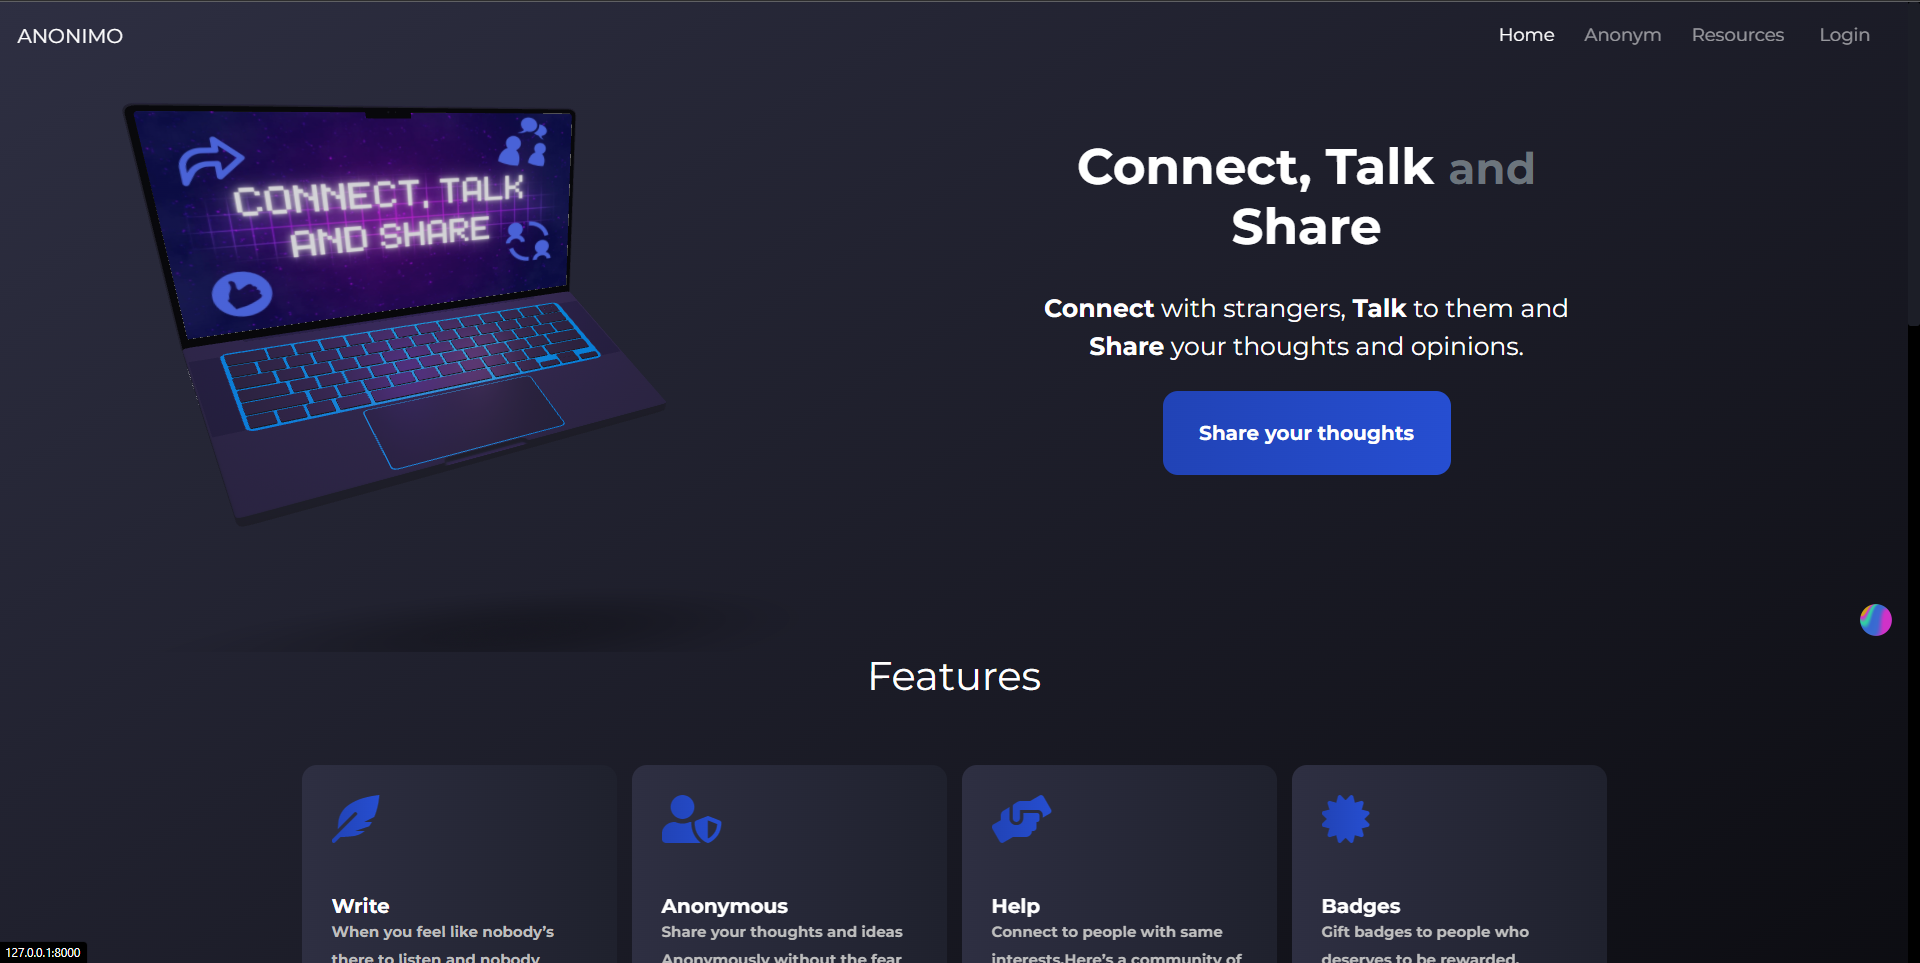 ANONIMO
Home
Anonym
Resources
Login
CONNECT, TALK
AND SHARE
Connect, Talk and
Share
Connect with strangers, Talk to them and
Share your thoughts and opinions.
Share your thoughts
Features
Write
When you feel like nobody's
there to listen and nobody
Anonymous
Share your thoughts and ideas
Anonymously without the fear
Help
Connect to people with same
interests.Here's a community of
Badges
Gift badges to people who
deserves to be rewarded.
127.0.0.1:8000